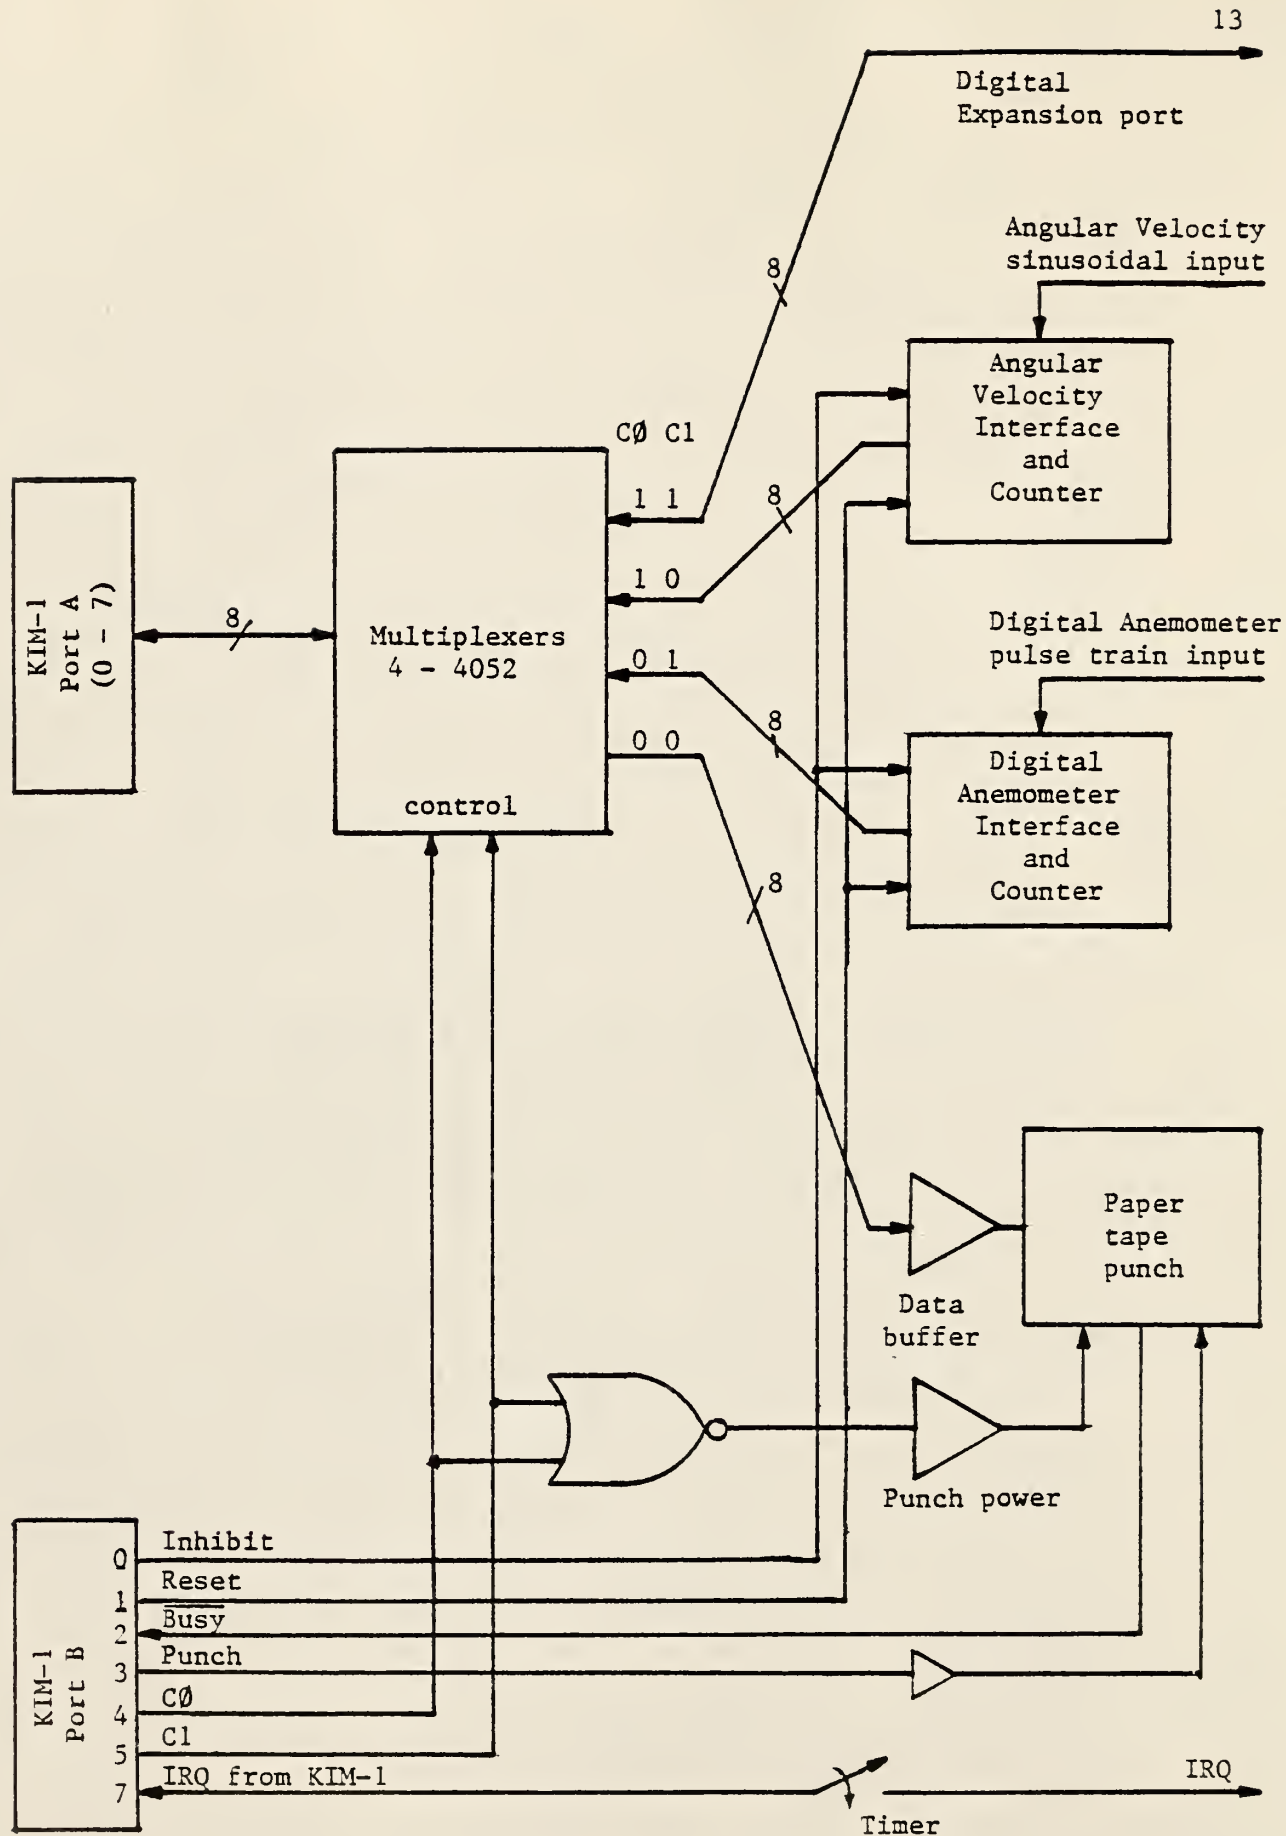 13
Digital
Expansion port
Angular Velocity
sinusoidal input
8
Angular
Velocity
Interface
and
Counter
CØ C1
1 1
8
1 0
KIM-1
Port A
(0 - 7)
8
Multiplexers
4 - 4052
Digital Anemometer
pulse train input
0 1
8
0 0
Digital
Anemometer
Interface
and
Counter
control
8
Paper
tape
punch
Data
buffer
Punch power
KIM-1
Port B
0 Inhibit
1 Reset
2 B̅u̅s̅y̅
3 Punch
4 CØ
5 C1
7 IRQ from KIM-1
IRQ
Timer